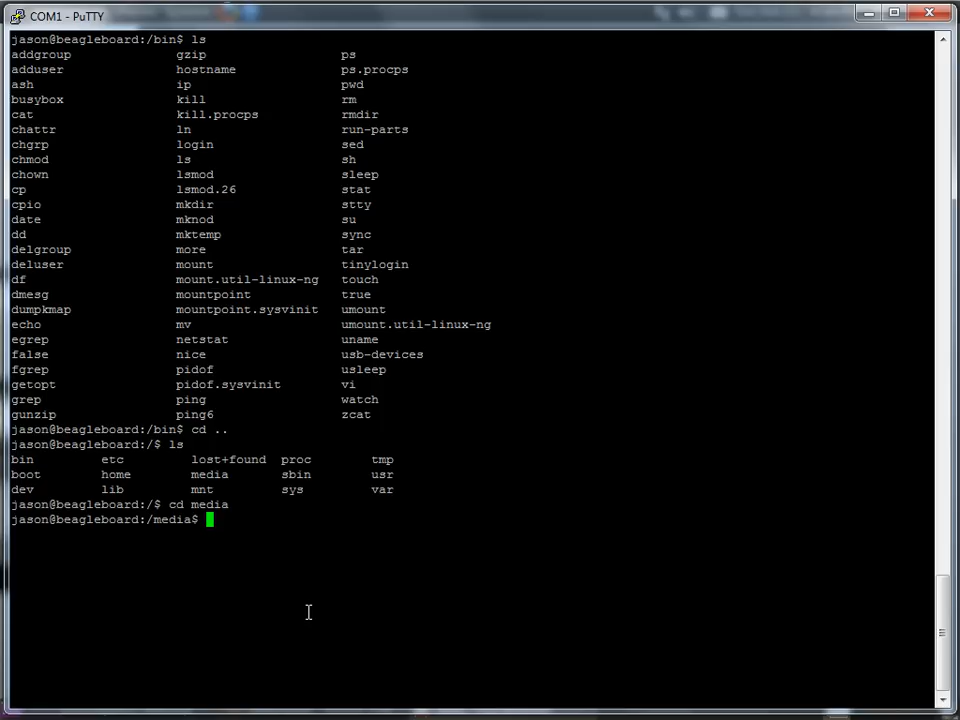 COM1 - PuTTY
jason@beagleboard:/bin$ ls
addgroup gzip ps
adduser hostname ps.procps
ash ip pwd
busybox kill rm
cat kill.procps rmdir
chattr ln run-parts
chgrp login sed
chmod ls sh
chown lsmod sleep
cp lsmod.26 stat
cpio mkdir stty
date mknod su
dd mktemp sync
delgroup more tar
deluser mount tinylogin
df mount.util-linux-ng touch
dmesg mountpoint true
dumpkmap mountpoint.sysvinit umount
echo mv umount.util-linux-ng
egrep netstat uname
false nice usb-devices
fgrep pidof usleep
getopt pidof.sysvinit vi
grep ping watch
gunzip ping6 zcat
jason@beagleboard:/bin$ cd ..
jason@beagleboard:/$ ls
bin etc lost+found proc tmp
boot home media sbin usr
dev lib mnt sys var
jason@beagleboard:/$ cd media
jason@beagleboard:/media$